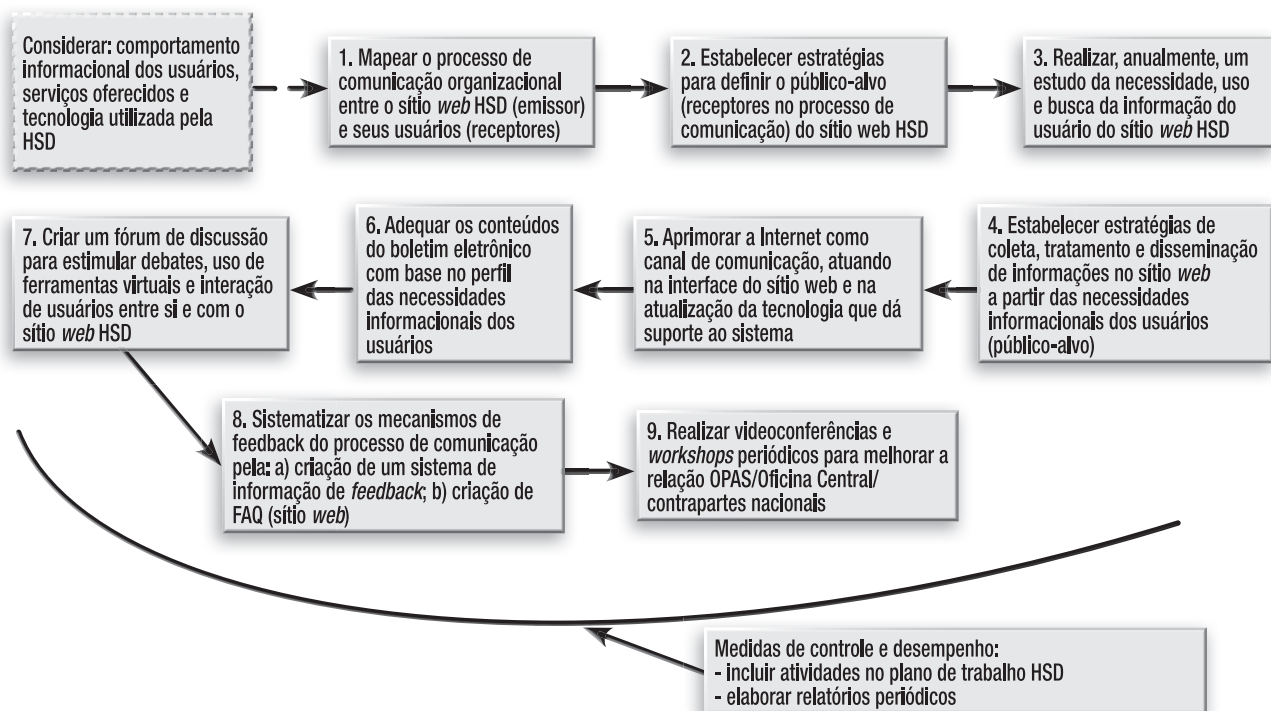 Considerar: comportamento
informacional dos usuários,
serviços oferecidos e
tecnologia utilizada pela
HSD
1. Mapear o processo de
comunicação organizacional
entre o sítio web HSD (emissor)
e seus usuários (receptores)
2. Estabelecer estratégias
para definir o público-alvo
(receptores no processo de
comunicação) do sítio web HSD
3. Realizar, anualmente, um
estudo da necessidade, uso
e busca da informação do
usuário do sítio web HSD
4. Estabelecer estratégias de
coleta, tratamento e disseminação
de informações no sítio web
a partir das necessidades
informacionais dos usuários
(público-alvo)
5. Aprimorar a Internet como
canal de comunicação, atuando
na interface do sítio web e na
atualização da tecnologia que dá
suporte ao sistema
6. Adequar os conteúdos
do boletim eletrônico
com base no perfil
das necessidades
informacionais dos
usuários
7. Criar um fórum de discussão
para estimular debates, uso de
ferramentas virtuais e interação
de usuários entre si e com o
sítio web HSD
8. Sistematizar os mecanismos de
feedback do processo de comunicação
pela: a) criação de um sistema de
informação de feedback; b) criação de
FAQ (sítio web)
9. Realizar videoconferências e
workshops periódicos para melhorar a
relação OPAS/Oficina Central/
contrapartes nacionais
Medidas de controle e desempenho:
- incluir atividades no plano de trabalho HSD
- elaborar relatórios periódicos